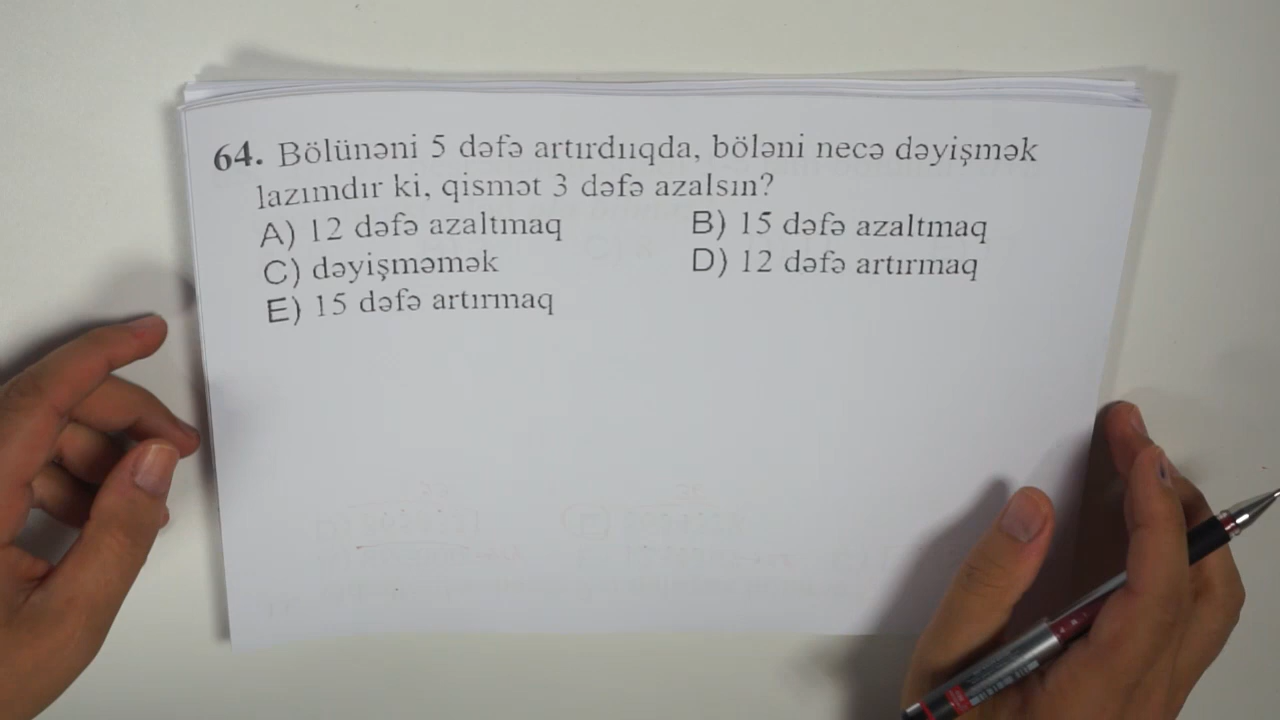 64. Bölünəni 5 dəfə artırdııqda, böləni necə dəyişmək
lazımdır ki, qismət 3 dəfə azalsın?
A) 12 dəfə azaltmaq B) 15 dəfə azaltmaq
C) dəyişməmək D) 12 dəfə artırmaq
E) 15 dəfə artırmaq